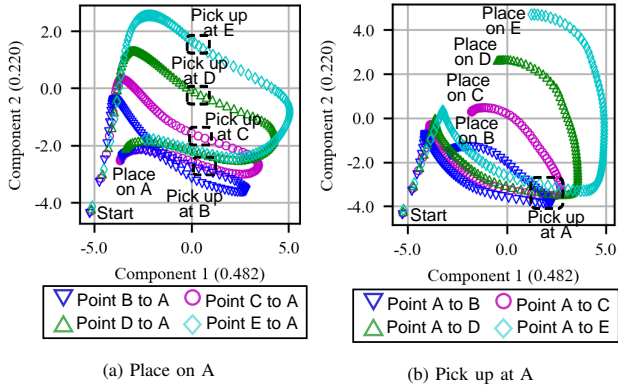 Pick up
at E
Pick up
at D
Pick up
at C
Pick up
at B
Place
on A
Start
2.0
0.0
-2.0
-4.0
Component 2 (0.220)
-5.0
0.0
5.0
Component 1 (0.482)
Point B to A
Point C to A
Point D to A
Point E to A
(a) Place on A
Place
on E
Place
on D
Place
on C
Place
on B
Pick up
at A
Start
4.0
2.0
0.0
-2.0
-4.0
Component 2 (0.220)
-5.0
0.0
5.0
Component 1 (0.482)
Point A to B
Point A to C
Point A to D
Point A to E
(b) Pick up at A